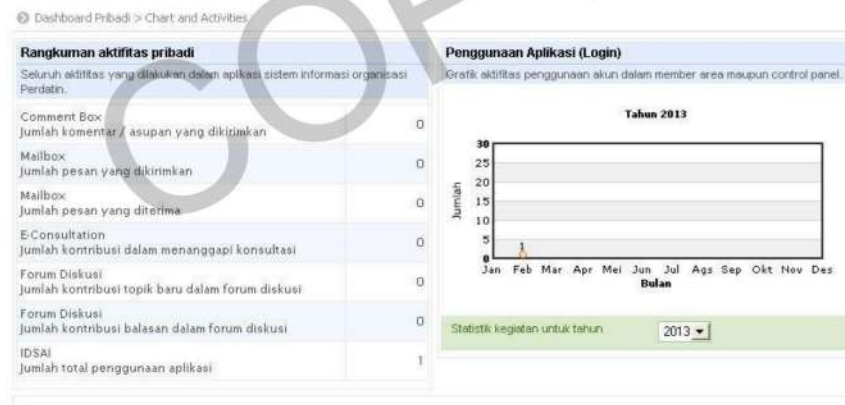 Dashboard Pribadi > Chart and Activities
Rangkuman aktifitas pribadi
Seluruh aktifitas yang dilakukan dalam aplikasi sistem informasi organisasi
Perdatin.
Comment Box
Jumlah komentar / asupan yang dikirimkan
0
Mailbox
Jumlah pesan yang dikirimkan
0
Mailbox
Jumlah pesan yang diterima
0
E-Consultation
Jumlah kontribusi dalam menanggapi konsultasi
0
Forum Diskusi
Jumlah kontribusi topik baru dalam forum diskusi
0
Forum Diskusi
Jumlah kontribusi balasan dalam forum diskusi
0
IDSAI
Jumlah total penggunaan aplikasi
1
Penggunaan Aplikasi (Login)
Grafik aktifitas penggunaan akun dalam member area maupun control panel.
Tahun 2013
Jumlah
30
25
20
15
10
5
0
1
Jan Feb Mar Apr Mei Jun Jul Ags Sep Okt Nov Des
Bulan
Statistik kegiatan untuk tahun 2013